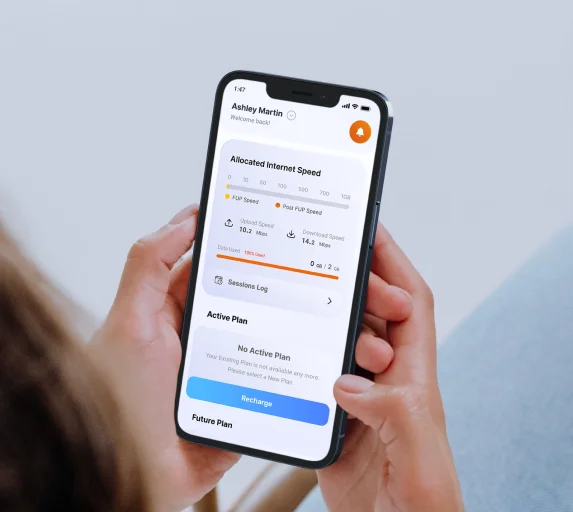 1:47
Ashley Martin
Welcome back!
Allocated Internet Speed
0 10 50 100 500 700 1GB
FUP Speed Post FUP Speed
Upload Speed Download Speed
10.2 Mbps 14.2 Mbps
Data Used - 100% Used 0 GB / 2 GB
Sessions Log
Active Plan
No Active Plan
Your Existing Plan is not available any more
Please select a New Plan
Recharge
Future Plan